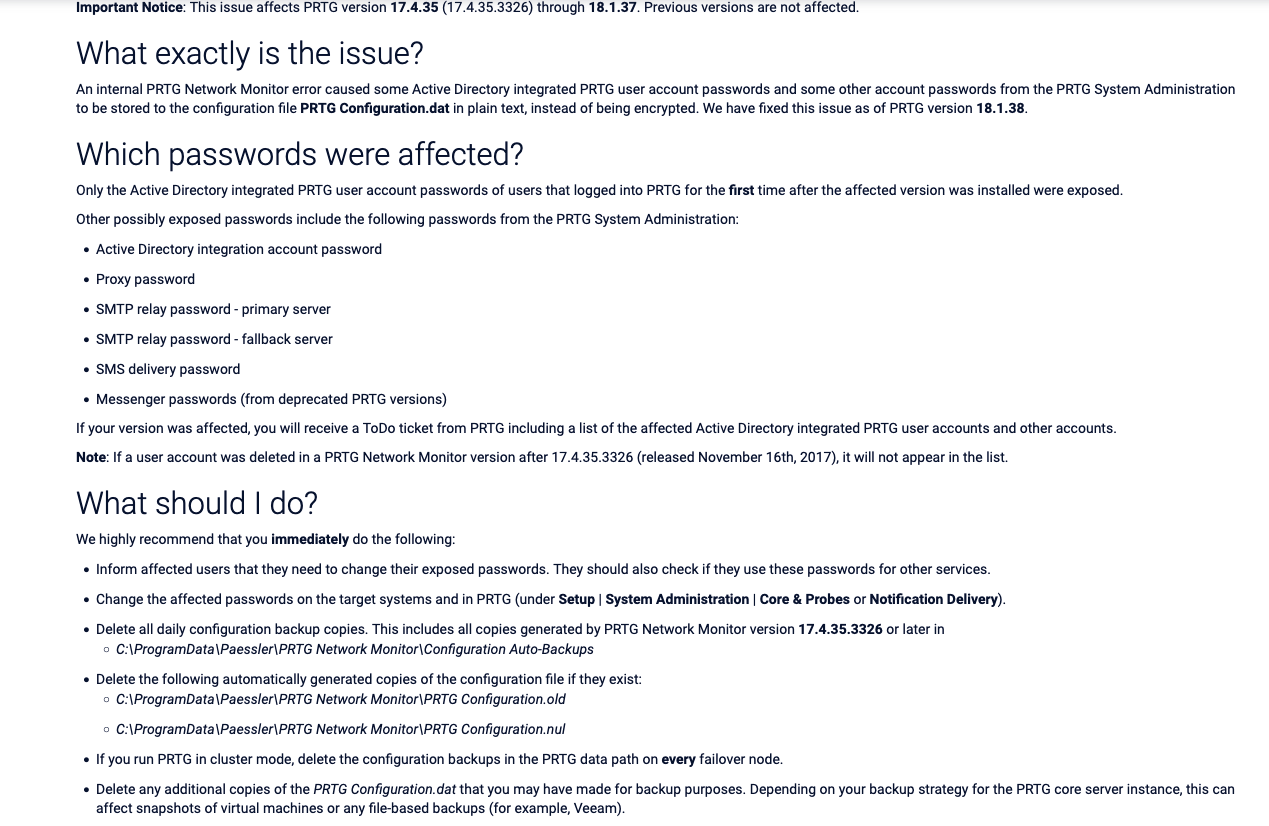 Important Notice: This issue affects PRTG version 17.4.35 (17.4.35.3326) through 18.1.37. Previous versions are not affected.
What exactly is the issue?
An internal PRTG Network Monitor error caused some Active Directory integrated PRTG user account passwords and some other account passwords from the PRTG System Administration
to be stored to the configuration file PRTG Configuration.dat in plain text, instead of being encrypted. We have fixed this issue as of PRTG version 18.1.38.
Which passwords were affected?
Only the Active Directory integrated PRTG user account passwords of users that logged into PRTG for the first time after the affected version was installed were exposed.
Other possibly exposed passwords include the following passwords from the PRTG System Administration:
• Active Directory integration account password
• Proxy password
• SMTP relay password - primary server
• SMTP relay password - fallback server
• SMS delivery password
• Messenger passwords (from deprecated PRTG versions)
If your version was affected, you will receive a ToDo ticket from PRTG including a list of the affected Active Directory integrated PRTG user accounts and other accounts.
Note: If a user account was deleted in a PRTG Network Monitor version after 17.4.35.3326 (released November 16th, 2017), it will not appear in the list.
What should I do?
We highly recommend that you immediately do the following:
• Inform affected users that they need to change their exposed passwords. They should also check if they use these passwords for other services.
• Change the affected passwords on the target systems and in PRTG (under Setup | System Administration | Core & Probes or Notification Delivery).
• Delete all daily configuration backup copies. This includes all copies generated by PRTG Network Monitor version 17.4.35.3326 or later in
◦ C:\ProgramData\Paessler\PRTG Network Monitor\Configuration Auto-Backups
• Delete the following automatically generated copies of the configuration file if they exist:
◦ C:\ProgramData\Paessler\PRTG Network Monitor\PRTG Configuration.old
◦ C:\ProgramData\Paessler\PRTG Network Monitor\PRTG Configuration.nul
• If you run PRTG in cluster mode, delete the configuration backups in the PRTG data path on every failover node.
• Delete any additional copies of the PRTG Configuration.dat that you may have made for backup purposes. Depending on your backup strategy for the PRTG core server instance, this can
affect snapshots of virtual machines or any file-based backups (for example, Veeam).